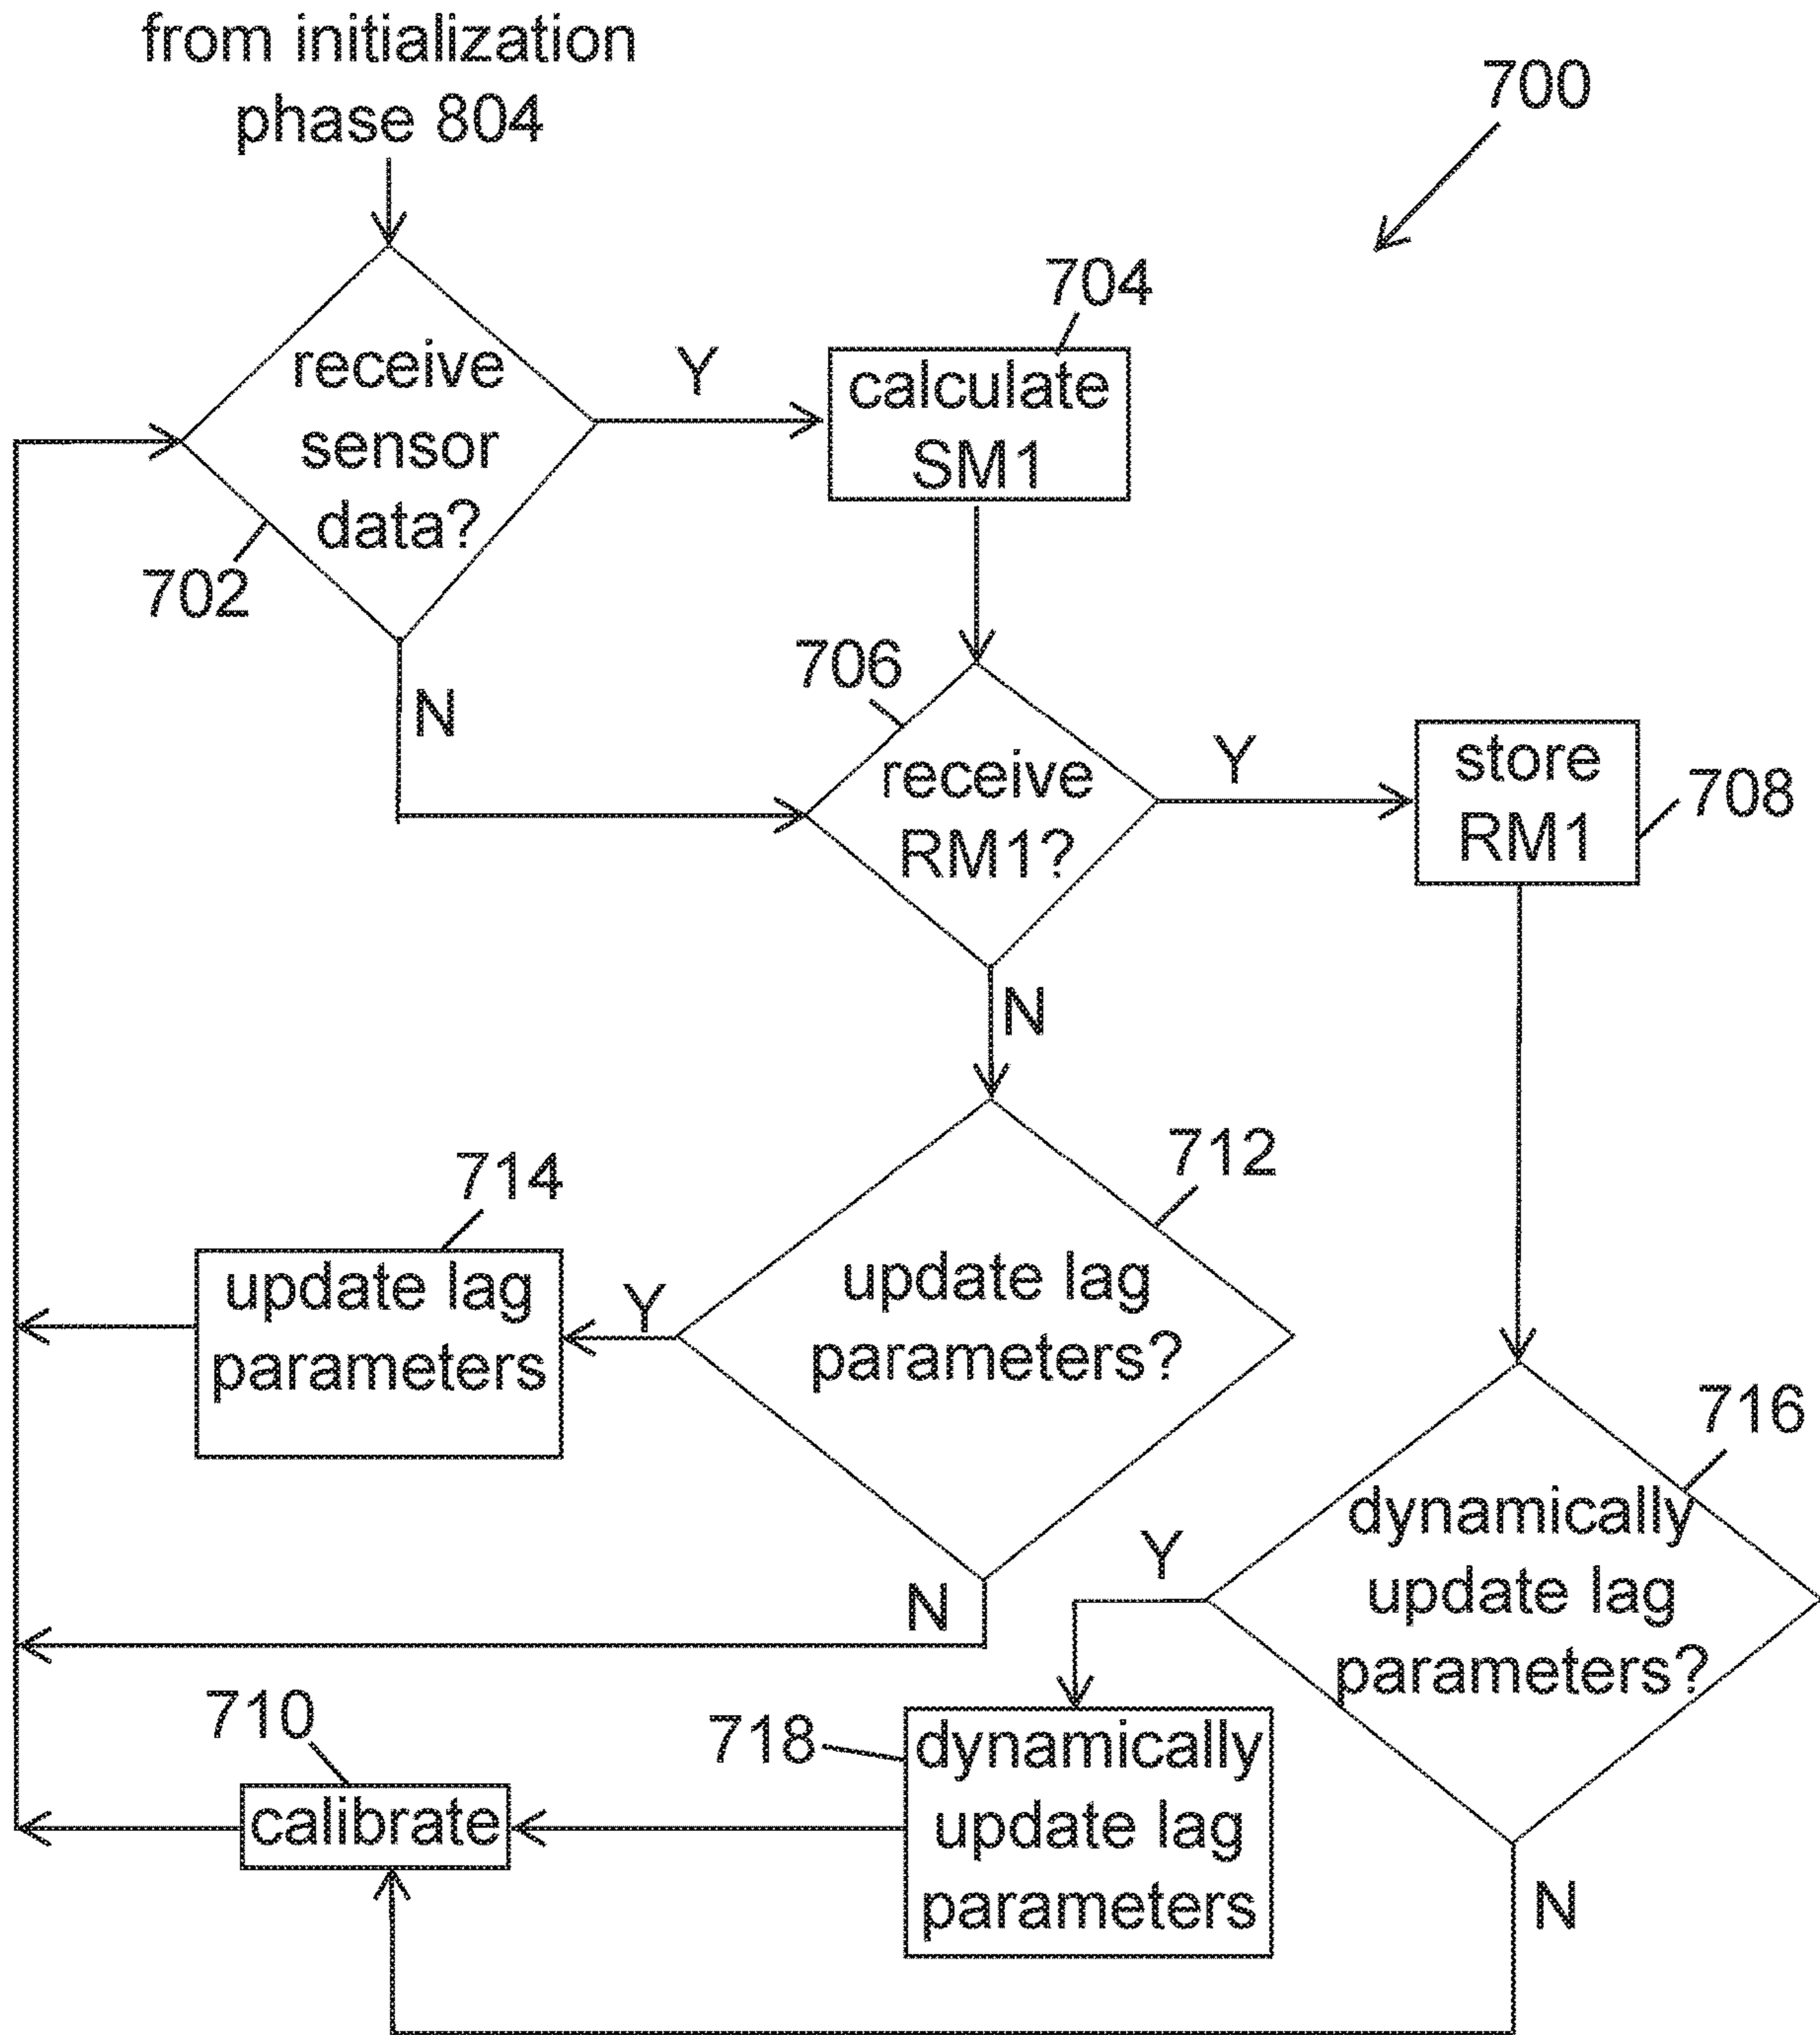 from initialization
phase 804
700
receive
sensor
data?
702
Y
N
704
calculate
SM1
706
receive
RM1?
Y
N
store
RM1
708
712
update lag
parameters?
Y
N
714
update lag
parameters
716
dynamically
update lag
parameters?
Y
N
718
dynamically
update lag
parameters
710
calibrate